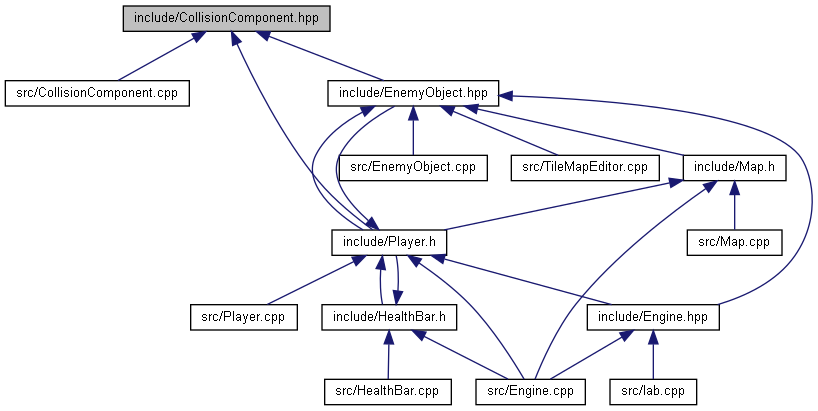 include/CollisionComponent.hpp
src/CollisionComponent.cpp
include/EnemyObject.hpp
src/EnemyObject.cpp
src/TileMapEditor.cpp
include/Map.h
include/Player.h
src/Map.cpp
src/Player.cpp
include/HealthBar.h
include/Engine.hpp
src/HealthBar.cpp
src/Engine.cpp
src/lab.cpp